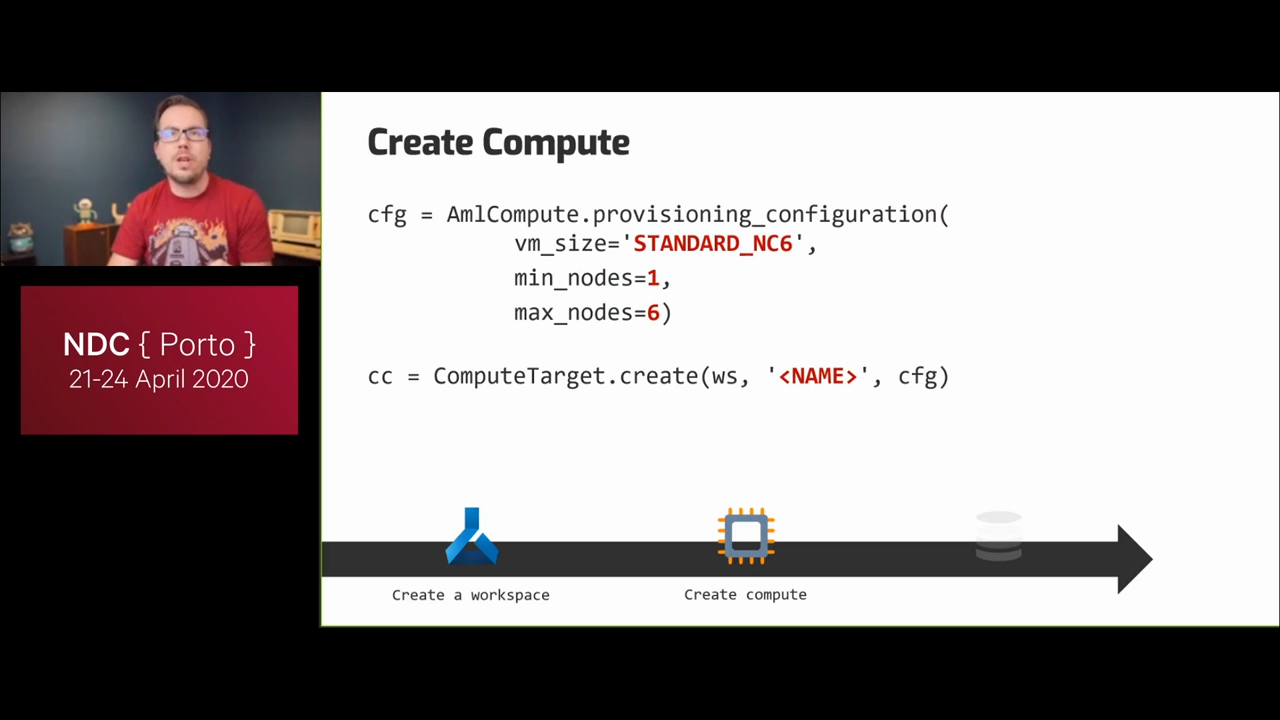 Create Compute
cfg = AmlCompute.provisioning_configuration(
vm_size='STANDARD_NC6',
min_nodes=1,
max_nodes=6)
cc = ComputeTarget.create(ws, '<NAME>', cfg)
Create a workspace
Create compute
NDC { Porto }
21-24 April 2020